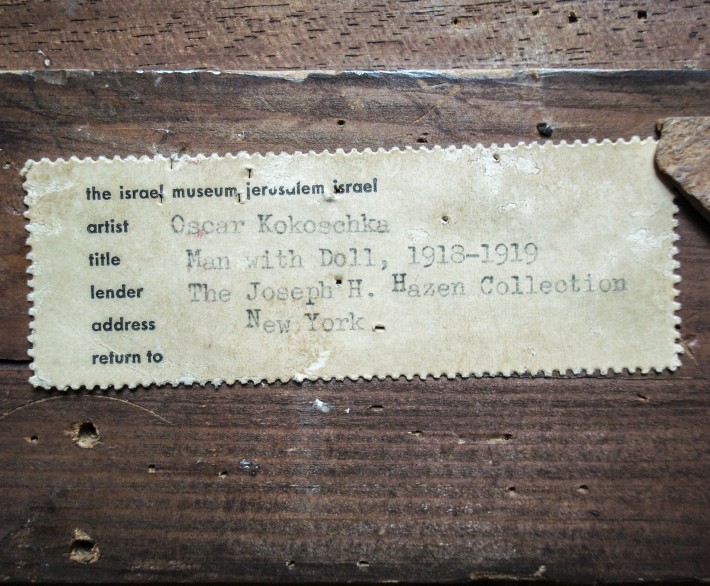 the israel museum jerusalem israel
artist Oscar Kokoschka
title Man with Doll, 1918-1919
lender The Joseph H. Hazen Collection
address New York.
return to